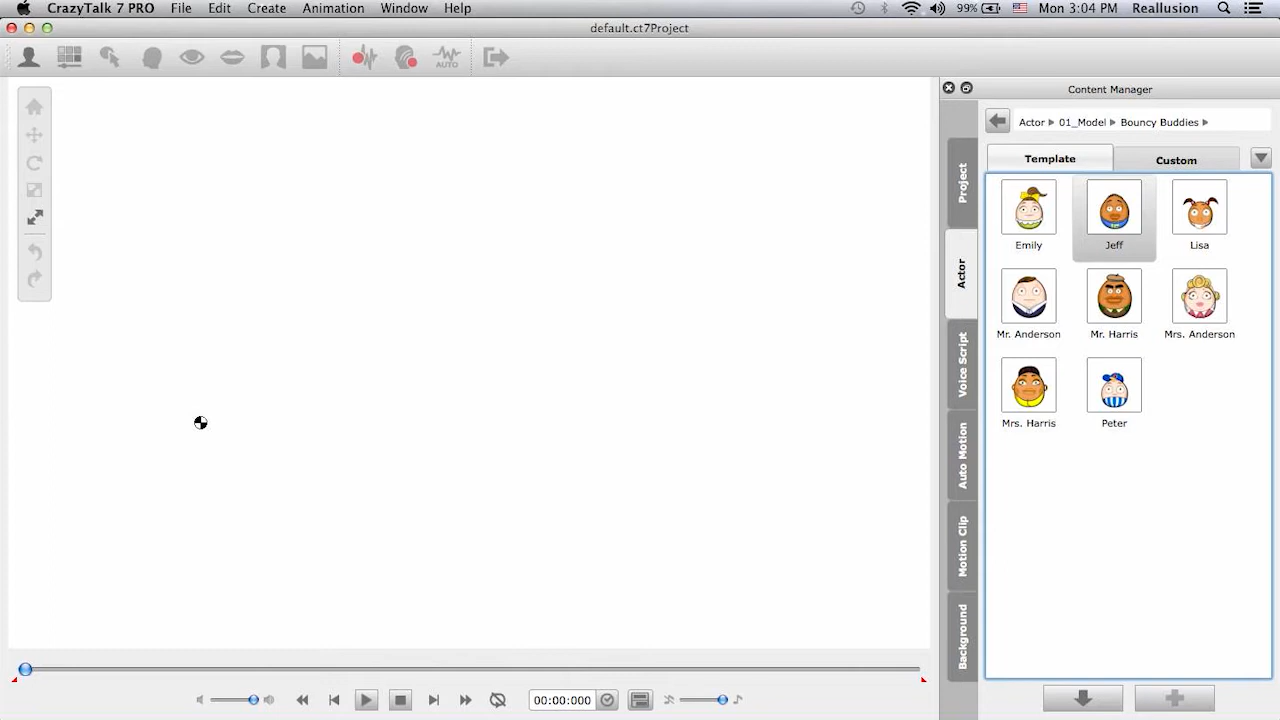 CrazyTalk 7 PRO File Edit Create Animation Window Help 99% Mon 3:04 PM Reallusion
default.ct7Project
AUTO
Content Manager
Actor 01_Model Bouncy Buddies
Template Custom
Project
Actor
Voice Script
Auto Motion
Motion Clip
Background
Emily Jeff Lisa
Mr. Anderson Mr. Harris Mrs. Anderson
Mrs. Harris Peter
00:00:000